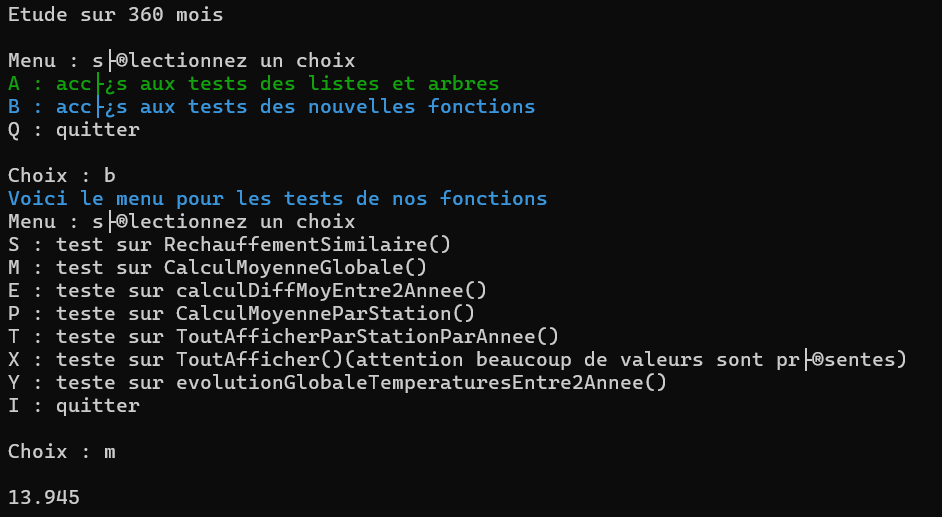 Etude sur 360 mois
Menu : s├®lectionnez un choix
A : acc├¿s aux tests des listes et arbres
B : acc├¿s aux tests des nouvelles fonctions
Q : quitter
Choix : b
Voici le menu pour les tests de nos fonctions
Menu : s├®lectionnez un choix
S : test sur RechauffementSimilaire()
M : test sur CalculMoyenneGlobale()
E : teste sur calculDiffMoyEntre2Annee()
P : teste sur CalculMoyenneParStation()
T : teste sur ToutAfficherParStationParAnnee()
X : teste sur ToutAfficher()(attention beaucoup de valeurs sont pr├®sentes)
Y : teste sur evolutionGlobaleTemperaturesEntre2Annee()
I : quitter
Choix : m
13.945